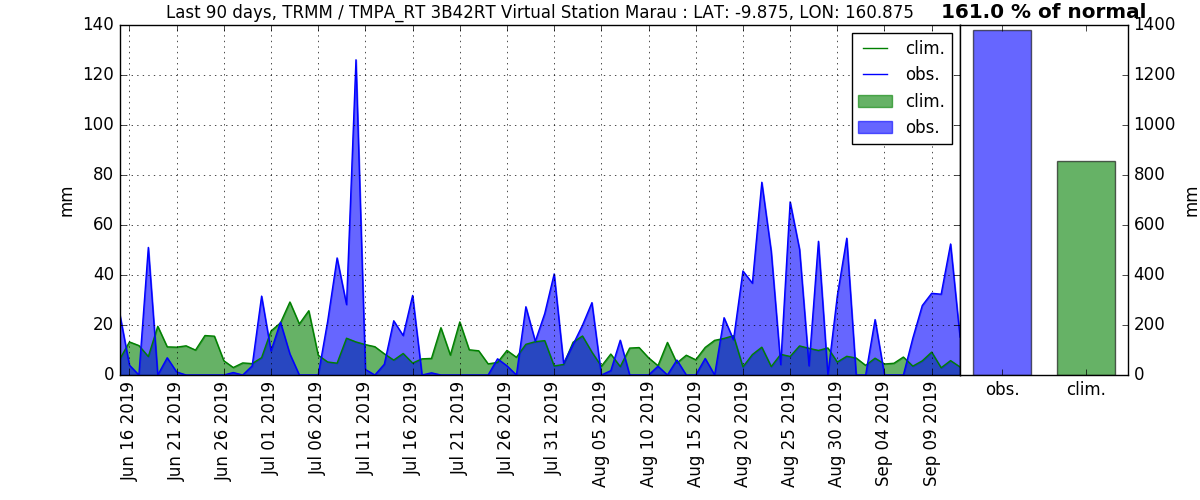 Last 90 days, TRMM / TMPA_RT 3B42RT Virtual Station Marau : LAT: -9.875, LON: 160.875
161.0 % of normal
140
120
100
80
60
40
20
0
mm
clim.
obs.
clim.
obs.
1400
1200
1000
800
600
400
200
0
mm
Jun 16 2019
Jun 21 2019
Jun 26 2019
Jul 01 2019
Jul 06 2019
Jul 11 2019
Jul 16 2019
Jul 21 2019
Jul 26 2019
Jul 31 2019
Aug 05 2019
Aug 10 2019
Aug 15 2019
Aug 20 2019
Aug 25 2019
Aug 30 2019
Sep 04 2019
Sep 09 2019
obs.
clim.